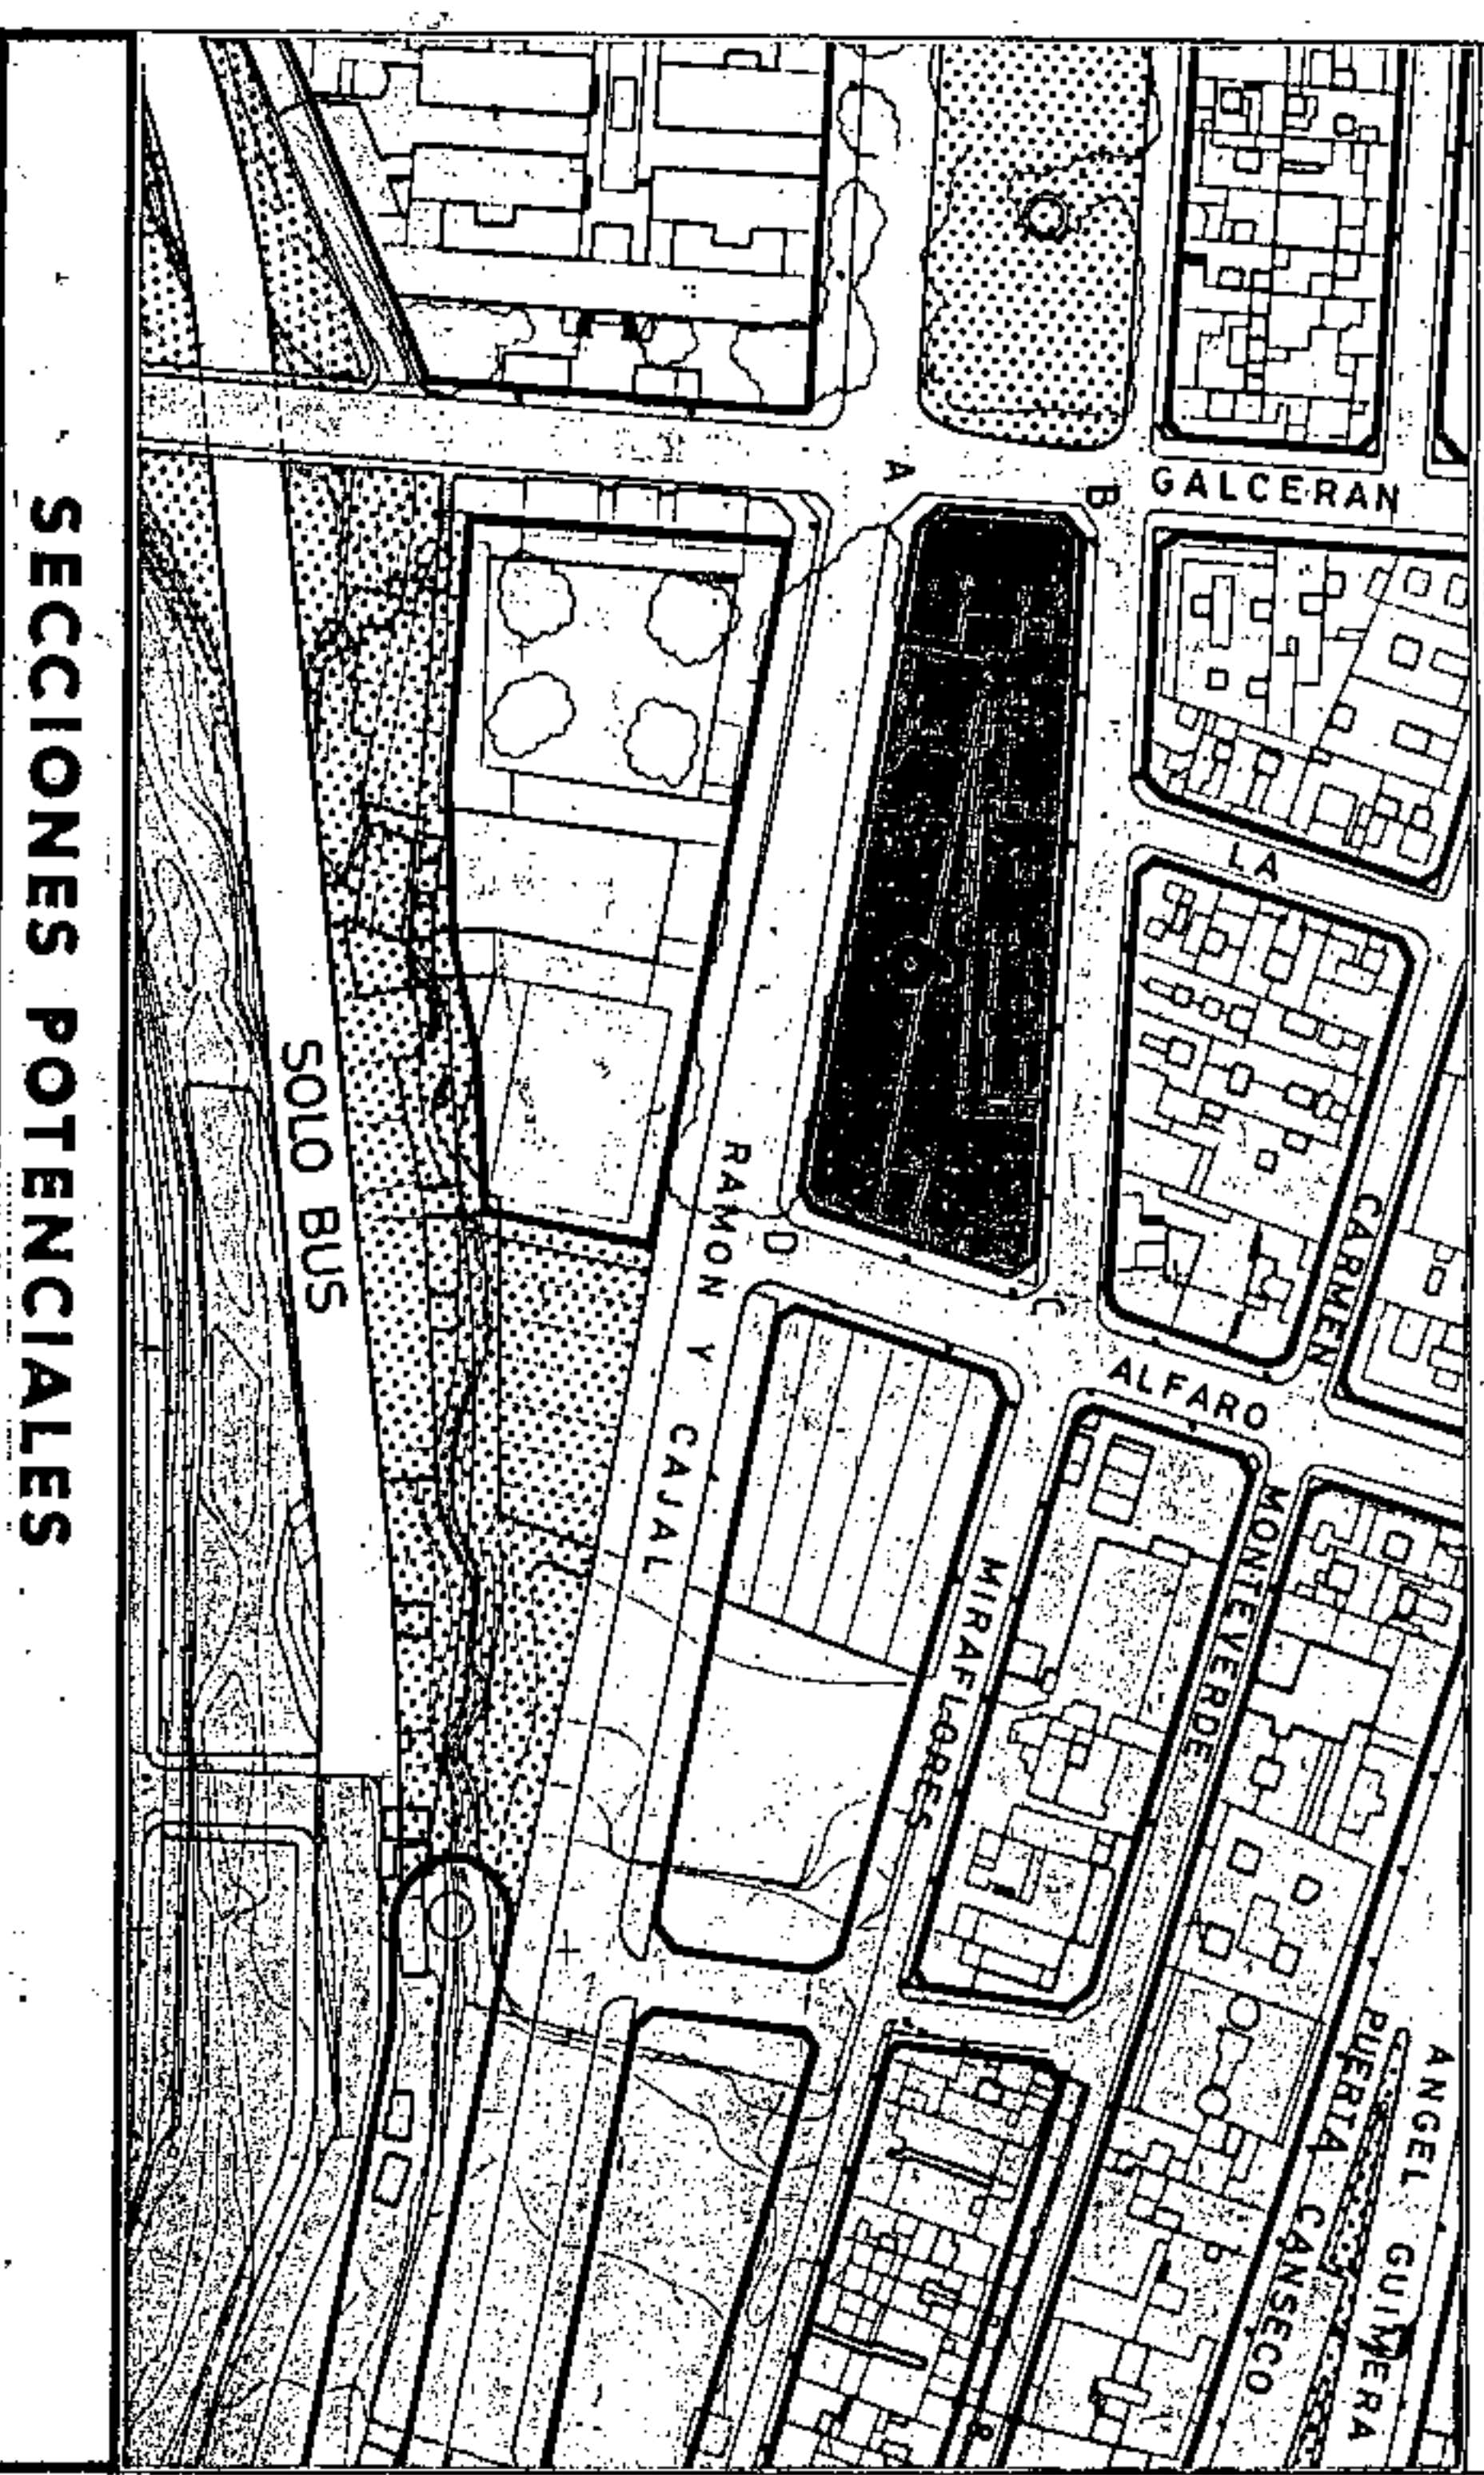 GALCERAN
A
B
LA
CARMEN
D
C
ALFARO
RAMON Y CAJAL
MIRAFLORES
MONTEVERDE
PUERTA CANSECO
ANGEL GUIMERA
SOLO BUS
SECCIONES POTENCIALES